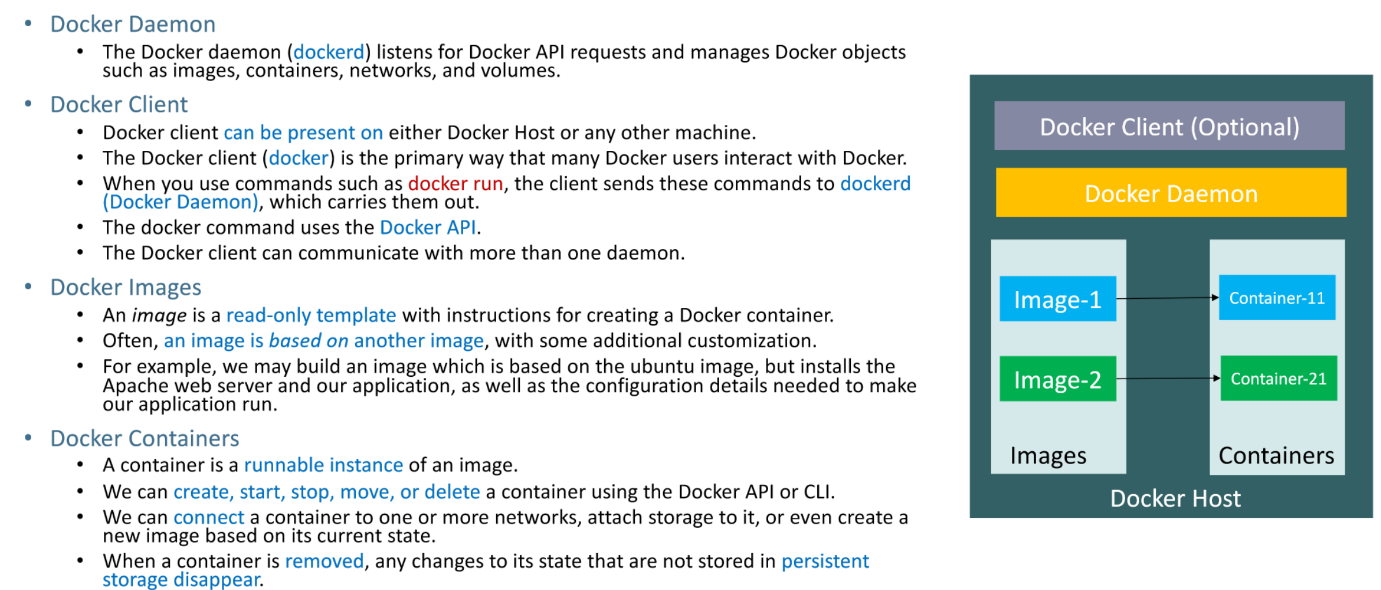 • Docker Daemon
• The Docker daemon (dockerd) listens for Docker API requests and manages Docker objects
such as images, containers, networks, and volumes.
• Docker Client
• Docker client can be present on either Docker Host or any other machine.
• The Docker client (docker) is the primary way that many Docker users interact with Docker.
• When you use commands such as docker run, the client sends these commands to dockerd
(Docker Daemon), which carries them out.
• The docker command uses the Docker API.
• The Docker client can communicate with more than one daemon.
• Docker Images
• An image is a read-only template with instructions for creating a Docker container.
• Often, an image is based on another image, with some additional customization.
• For example, we may build an image which is based on the ubuntu image, but installs the
Apache web server and our application, as well as the configuration details needed to make
our application run.
• Docker Containers
• A container is a runnable instance of an image.
• We can create, start, stop, move, or delete a container using the Docker API or CLI.
• We can connect a container to one or more networks, attach storage to it, or even create a
new image based on its current state.
• When a container is removed, any changes to its state that are not stored in persistent
storage disappear.
Docker Client (Optional)
Docker Daemon
Image-1
Container-11
Image-2
Container-21
Images
Containers
Docker Host